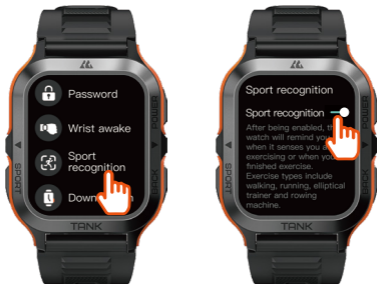 Password
Wrist awake
Sport
recognition
SPORT
TANK
Sport recognition
Sport recognition
After being enabled,
watch will remind you
when it senses you
exercising or when you
finished exercise.
Exercise types include
walking, running, elliptical
trainer and rowing
machine.
SPORT
TANK